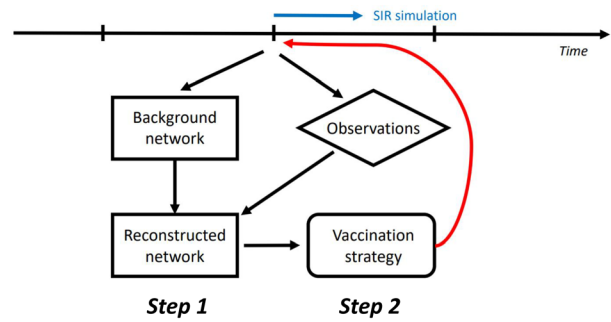 SIR simulation
Time
Background
network
Observations
Reconstructed
network
Vaccination
strategy
Step 1
Step 2